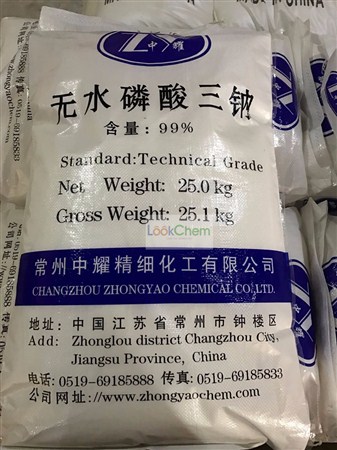 中耀
无水磷酸三钠
含量：99%
Standard:Technical Grade
Net Weight: 25.0 kg
Gross Weight: 25.1 kg
LookChem
常州中耀精细化工有限公司
CHANGZHOU ZHONGYAO CHEMICAL CO.,LTD.
地址：中国江苏省常州市钟楼区
Add: Zhonglou district Changzhou City,
Jiangsu Province, China
电话: 0519-69185888 传真: 0519-69185833
公司网址://www.zhongyaochem.com